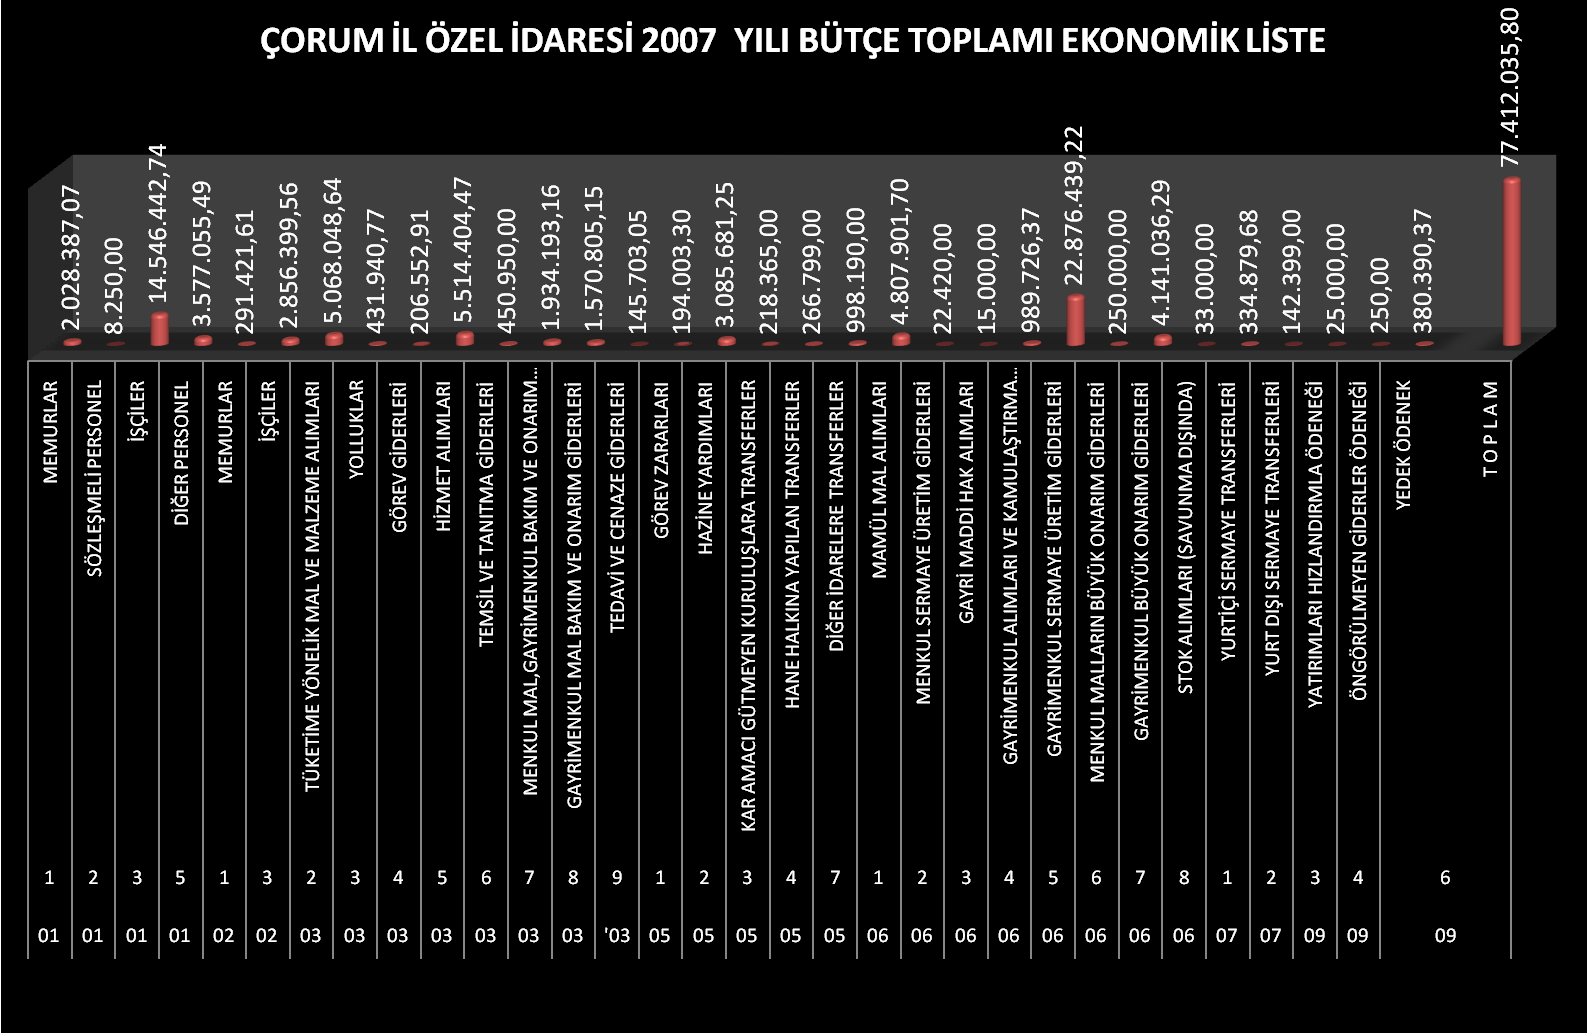 ÇORUM İL ÖZEL İDARESİ 2007 YILI BÜTÇE TOPLAMI EKONOMİK LİSTE
2.028.387,07
8.250,00
14.546.442,74
3.577.055,49
291.421,61
2.856.399,56
5.068.048,64
431.940,77
206.552,91
5.514.404,47
450.950,00
1.934.193,16
1.570.805,15
145.703,05
194.003,30
3.085.681,25
218.365,00
266.799,00
998.190,00
4.807.901,70
22.420,00
15.000,00
989.726,37
22.876.439,22
250.000,00
4.141.036,29
33.000,00
334.879,68
142.399,00
25.000,00
250,00
380.390,37
77.412.035,80
MEMURLAR
SÖZLEŞMELİ PERSONEL
İŞÇİLER
DİĞER PERSONEL
MEMURLAR
İŞÇİLER
TÜKETİME YÖNELİK MAL VE MALZEME ALIMLARI
YOLLUKLAR
GÖREV GİDERLERİ
HİZMET ALIMLARI
TEMSİL VE TANITMA GİDERLERİ
MENKUL MAL,GAYRİMENKUL BAKIM VE ONARIM...
GAYRİMENKUL MAL BAKIM VE ONARIM GİDERLERİ
TEDAVİ VE CENAZE GİDERLERİ
GÖREV ZARARLARI
HAZİNE YARDIMLARI
KAR AMACI GÜTMEYEN KURULUŞLARA TRANSFERLER
HANE HALKINA YAPILAN TRANSFERLER
DİĞER İDARELERE TRANSFERLER
MAMÜL MAL ALIMLARI
MENKUL SERMAYE ÜRETİM GİDERLERİ
GAYRİ MADDİ HAK ALIMLARI
GAYRİMENKUL ALIMLARI VE KAMULAŞTIRMA...
GAYRİMENKUL SERMAYE ÜRETİM GİDERLERİ
MENKUL MALLARIN BÜYÜK ONARIM GİDERLERİ
GAYRİMENKUL BÜYÜK ONARIM GİDERLERİ
STOK ALIMLARI (SAVUNMA DIŞINDA)
YURTİÇİ SERMAYE TRANSFERLERİ
YURT DIŞI SERMAYE TRANSFERLERİ
YATIRIMLARI HIZLANDIRMLA ÖDENEĞİ
ÖNGÖRÜLMEYEN GİDERLER ÖDENEĞİ
YEDEK ÖDENEK
T O P L A M
1 2 3 5 1 3 2 3 4 5 6 7 8 9 1 2 3 4 7 1 2 3 4 5 6 7 8 1 2 3 4 6
01 01 01 01 02 02 03 03 03 03 03 03 03 '03 05 05 05 05 05 06 06 06 06 06 06 06 06 07 07 09 09 09